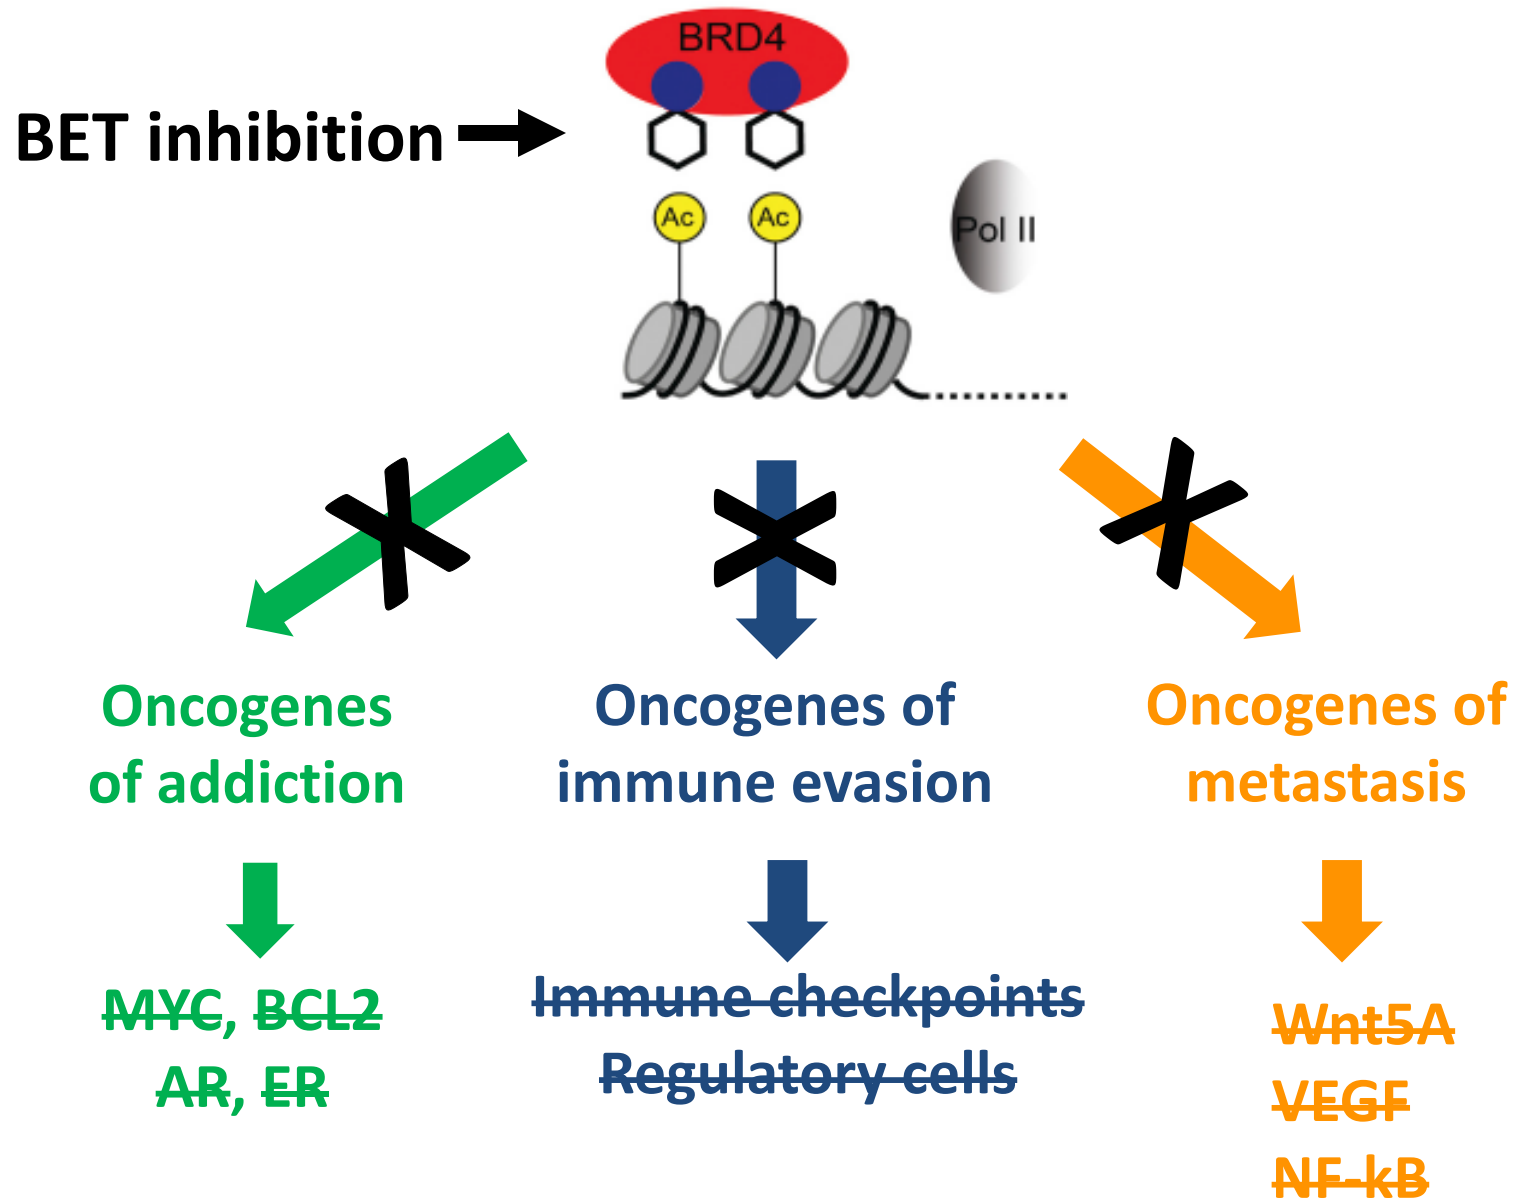 BRD4
BET inhibition
Ac Ac
Pol II
Oncogenes
of addiction
Oncogenes of
immune evasion
Oncogenes of
metastasis
MYC, BCL2
AR, ER
Immune checkpoints
Regulatory cells
Wnt5A
VEGF
NF-kB